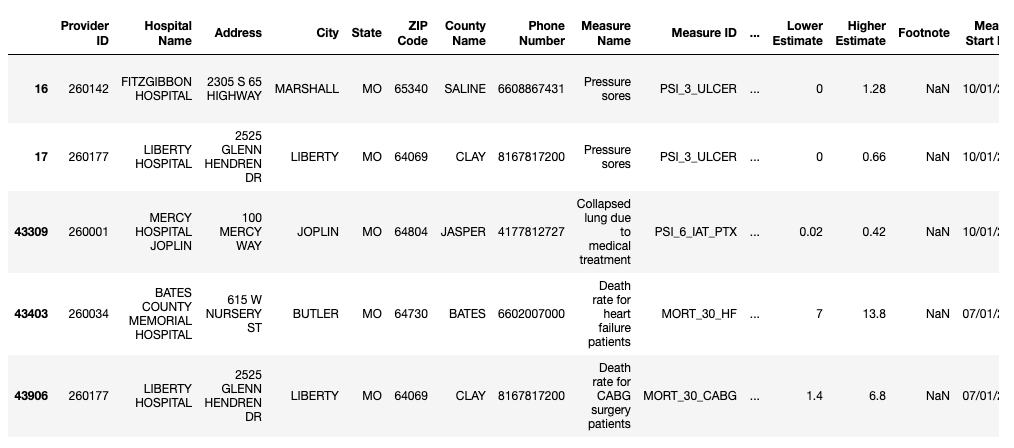 Provider ID Hospital Name Address City State ZIP Code County Name Phone Number Measure Name Measure ID ... Lower Estimate Higher Estimate Footnote Mea Start
16 260142 FITZGIBBON HOSPITAL 2305 S 65 HIGHWAY MARSHALL MO 65340 SALINE 6608867431 Pressure sores PSI_3_ULCER ... 0 1.28 NaN 10/01/
17 260177 LIBERTY HOSPITAL 2525 GLENN HENDREN DR LIBERTY MO 64069 CLAY 8167817200 Pressure sores PSI_3_ULCER ... 0 0.66 NaN 10/01/
43309 260001 MERCY HOSPITAL JOPLIN 100 MERCY WAY JOPLIN MO 64804 JASPER 4177812727 Collapsed lung due to medical treatment PSI_6_IAT_PTX ... 0.02 0.42 NaN 10/01/
43403 260034 BATES COUNTY MEMORIAL HOSPITAL 615 W NURSERY ST BUTLER MO 64730 BATES 6602007000 Death rate for heart failure patients MORT_30_HF ... 7 13.8 NaN 07/01/
43906 260177 LIBERTY HOSPITAL 2525 GLENN HENDREN DR LIBERTY MO 64069 CLAY 8167817200 Death rate for CABG surgery patients MORT_30_CABG ... 1.4 6.8 NaN 07/01/